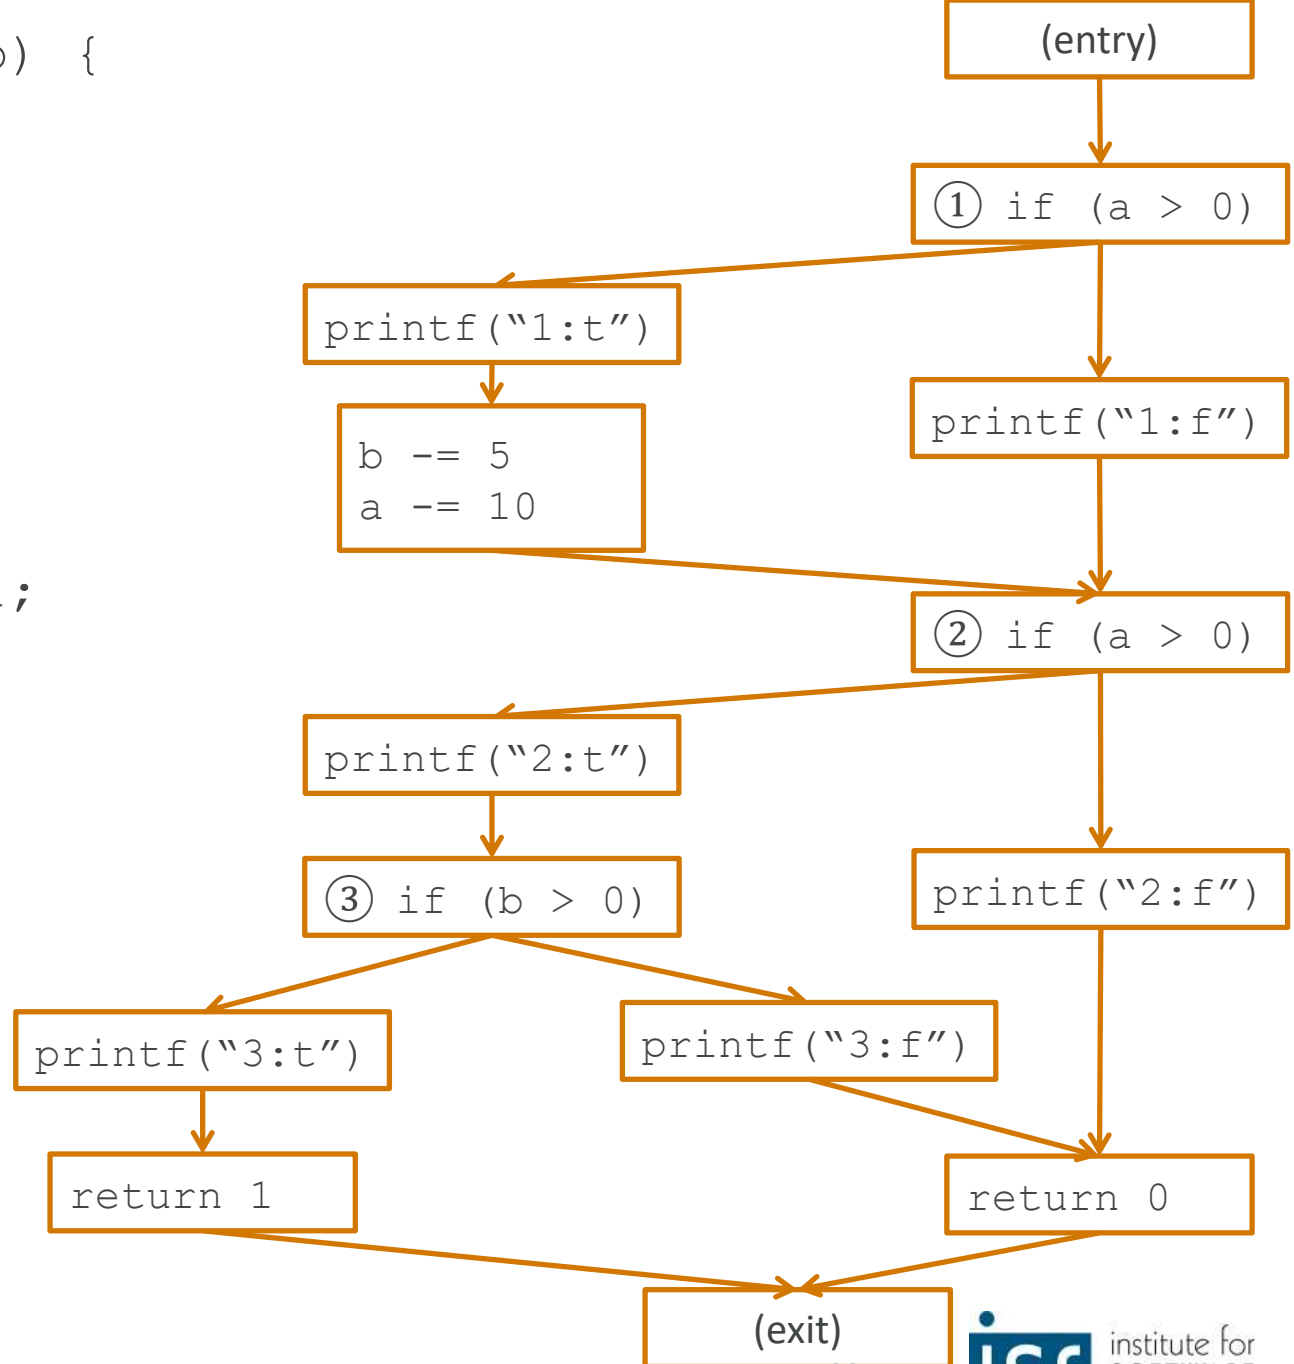 ) {
;
(entry)
① if (a > 0)
printf(“1:t”)
b -= 5
a -= 10
printf(“1:f”)
② if (a > 0)
printf(“2:t”)
③ if (b > 0)
printf(“2:f”)
printf(“3:t”)
printf(“3:f”)
return 1
return 0
(exit)
institute for